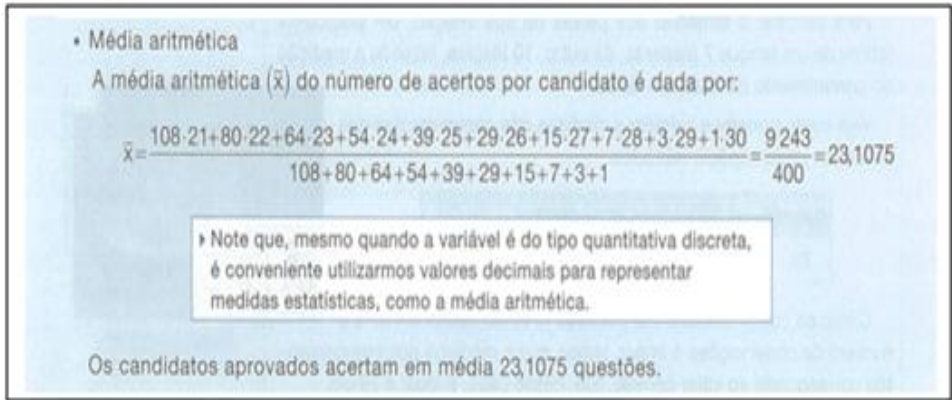 • Média aritmética
A média aritmética (x̄) do número de acertos por candidato é dada por:
x̄ = (108·21+80·22+64·23+54·24+39·25+29·26+15·27+7·28+3·29+1·30) / (108+80+64+54+39+29+15+7+3+1) = 9 243 / 400 = 23,1075
▸ Note que, mesmo quando a variável é do tipo quantitativa discreta,
é conveniente utilizarmos valores decimais para representar
medidas estatísticas, como a média aritmética.
Os candidatos aprovados acertam em média 23,1075 questões.